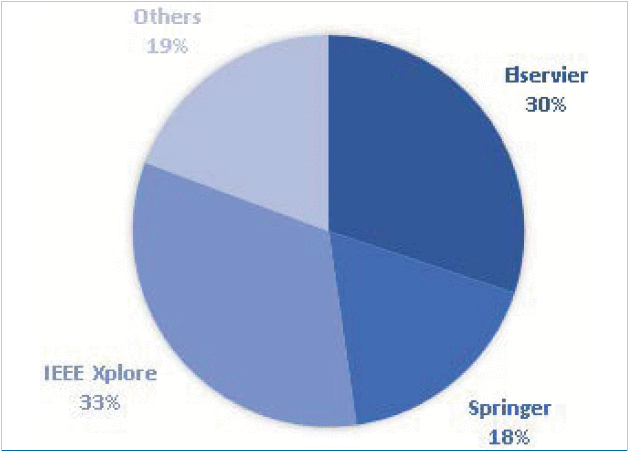 Others
19%
Elservier
30%
IEEE Xplore
33%
Springer
18%